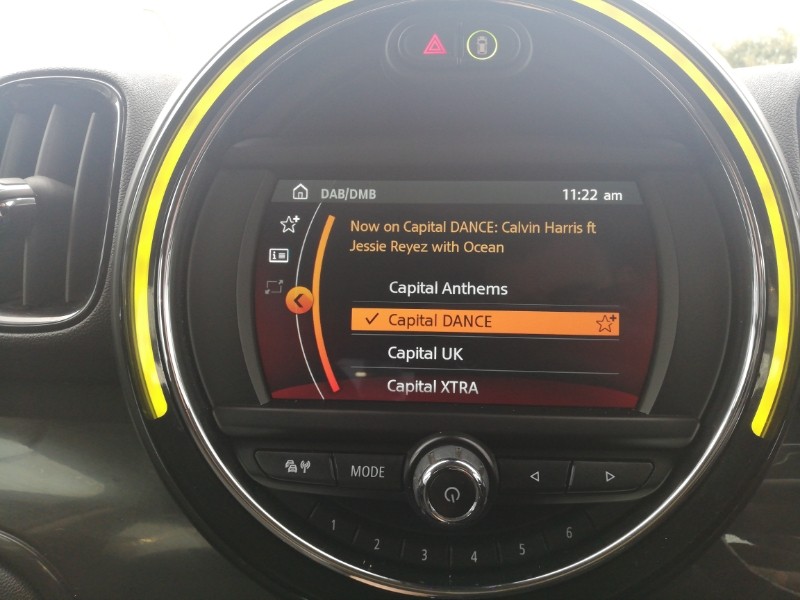 DAB/DMB 11:22 am
Now on Capital DANCE: Calvin Harris ft
Jessie Reyez with Ocean
Capital Anthems
Capital DANCE
Capital UK
Capital XTRA
MODE
1 2 3 4 5 6